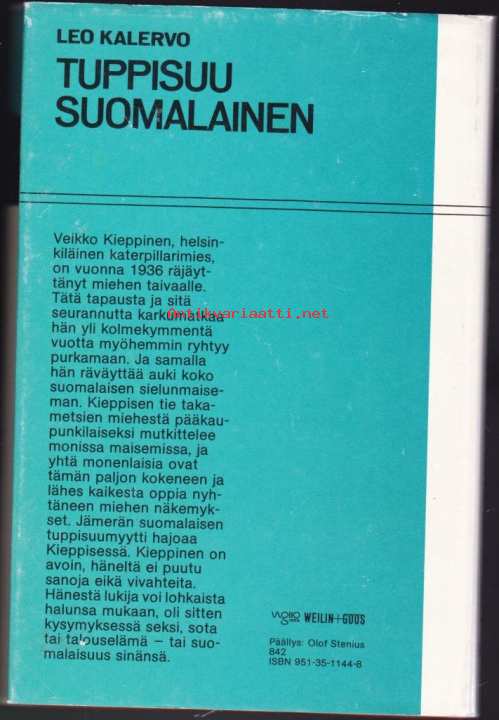 LEO KALERVO
TUPPISUU
SUOMALAINEN
Veikko Kieppinen, helsin-
kiläinen katerpillarimies,
on vuonna 1936 räjäyt-
tänyt miehen taivaalle.
Tätä tapausta ja sitä
seurannutta karkumatkaa
Antikvariaatti.net
hän yli kolmekymmentä
vuotta myöhemmin ryhtyy
purkamaan. Ja samalla
hän räväyttää auki koko
suomalaisen sielunmaise-
man. Kieppisen tie taka-
metsien miehestä pääkau-
punkilaiseksi mutkittelee
monissa maisemissa, ja
yhtä monenlaisia ovat
tämän paljon kokeneen ja
lähes kaikesta oppia nyh-
täneen miehen näkemyk-
set. Jämerän suomalaisen
tuppisuumyytti hajoaa
Kieppisessä. Kieppinen on
avoin, häneltä ei puutu
sanoja eikä vivahteita.
Hänestä lukija voi lohkaista
halunsa mukaan, oli sitten
kysymyksessä seksi, sota
tai talouselämä – tai suo-
malaisuus sinänsä.
WEILIN+GÖÖS
Päällys: Olof Stenius
842
ISBN 951-35-1144-8